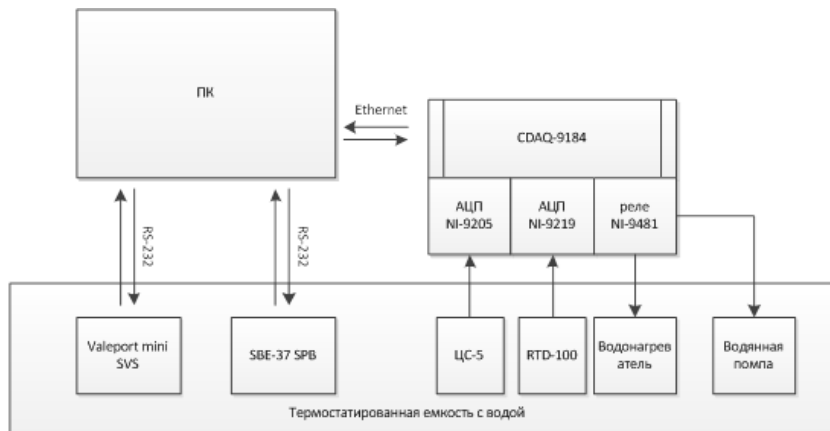 ПК
Ethernet
CDAQ-9184
АЦП
NI-9205
АЦП
NI-9219
реле
NI-9481
RS-232
RS-232
Valeport mini
SVS
SBE-37 SPB
ЦС-5
RTD-100
Водонагрев
атель
Водянная
помпа
Термостатированная емкость с водой